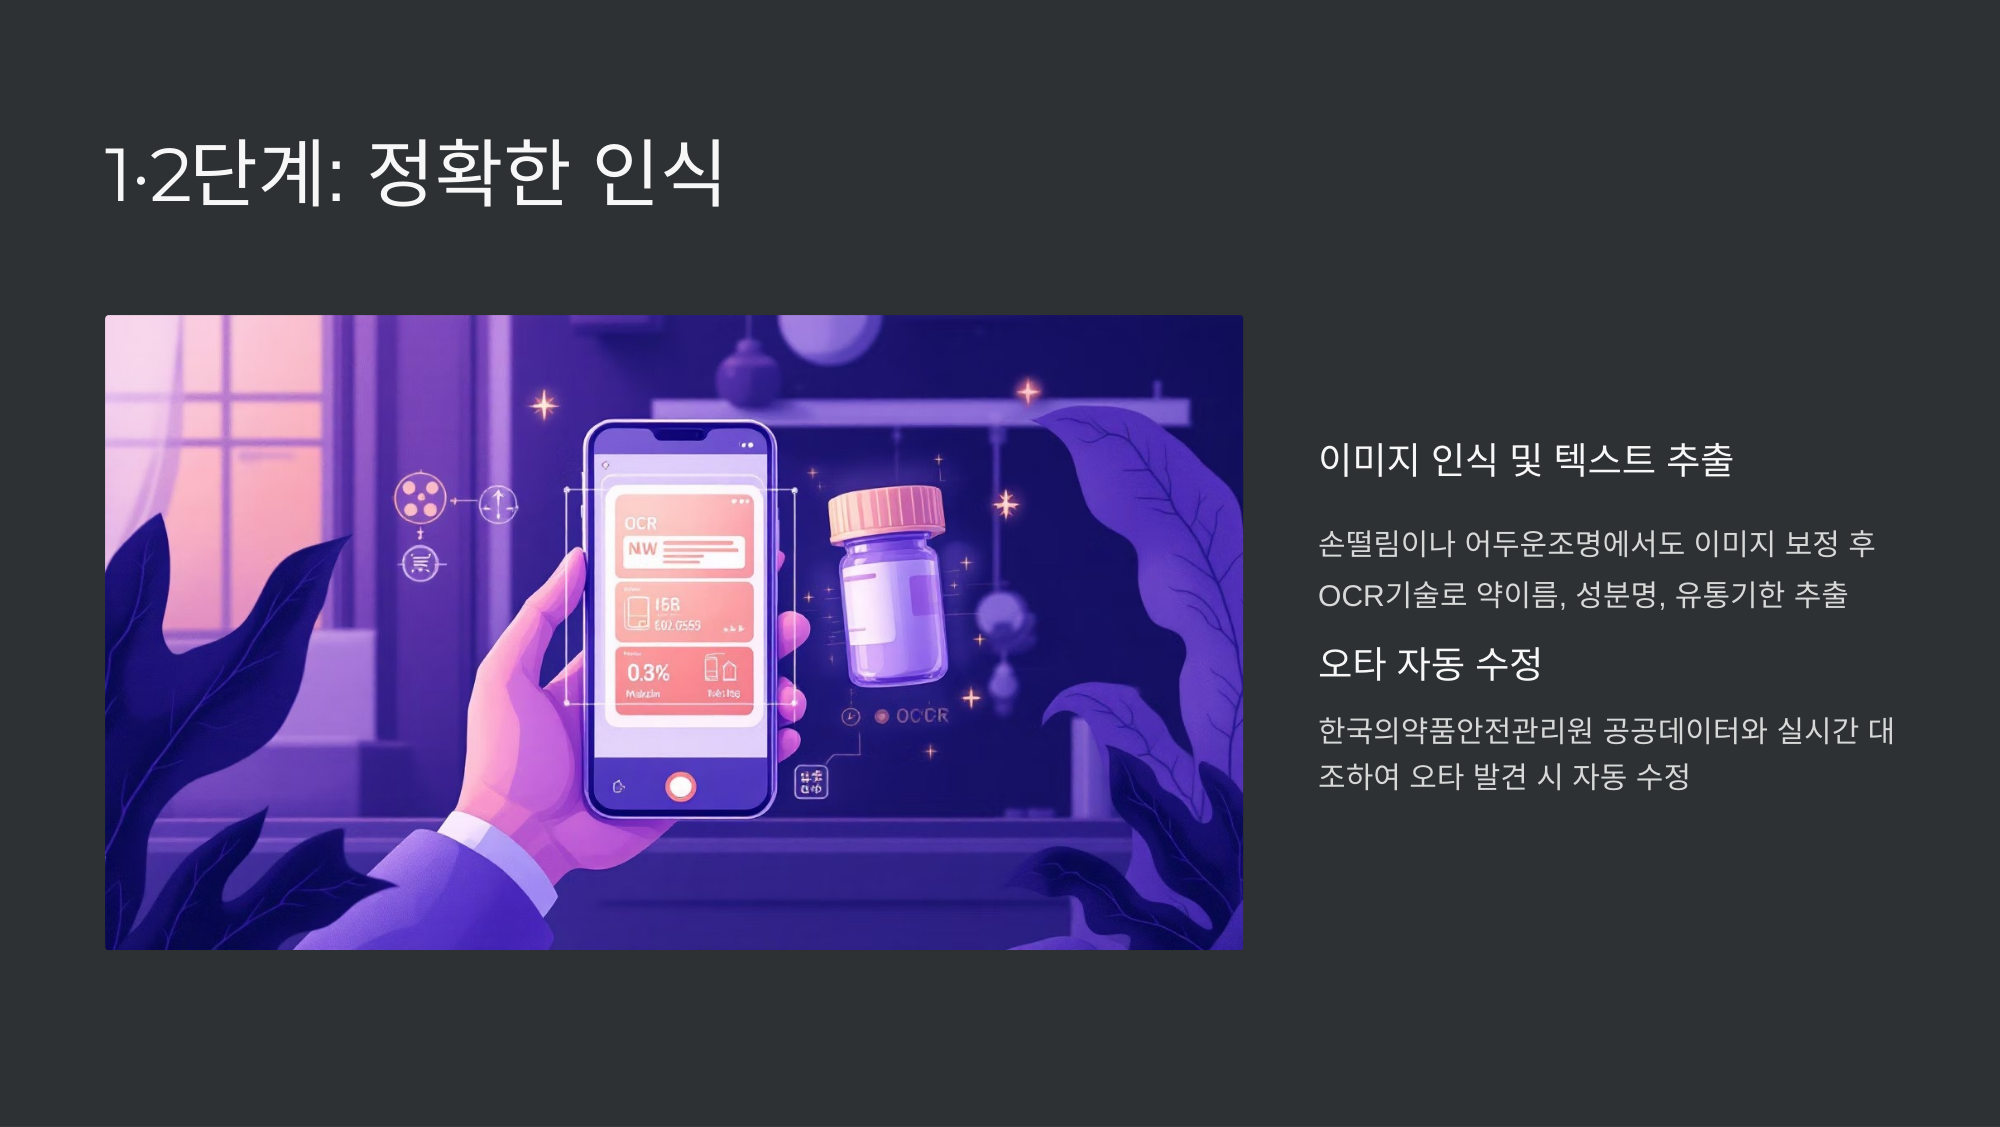 1·2단계: 정확한 인식
OCR
NW
0.3%
OCCR
이미지 인식 및 텍스트 추출
손떨림이나 어두운조명에서도 이미지 보정 후
OCR기술로 약이름, 성분명, 유통기한 추출
오타 자동 수정
한국의약품안전관리원 공공데이터와 실시간 대
조하여 오타 발견 시 자동 수정